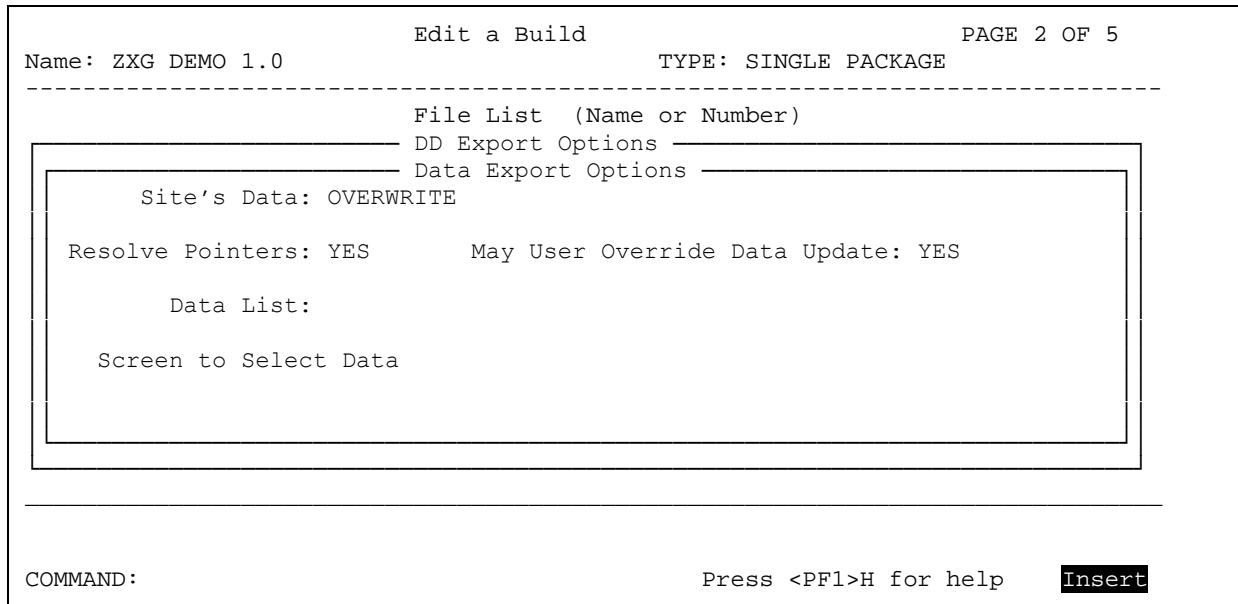 Edit a Build PAGE 2 OF 5
Name: ZXG DEMO 1.0 TYPE: SINGLE PACKAGE
--------------------------------------------------------------------------------
File List (Name or Number)
DD Export Options
Data Export Options
Site’s Data: OVERWRITE
Resolve Pointers: YES May User Override Data Update: YES
Data List:
Screen to Select Data
COMMAND: Press <PF1>H for help Insert